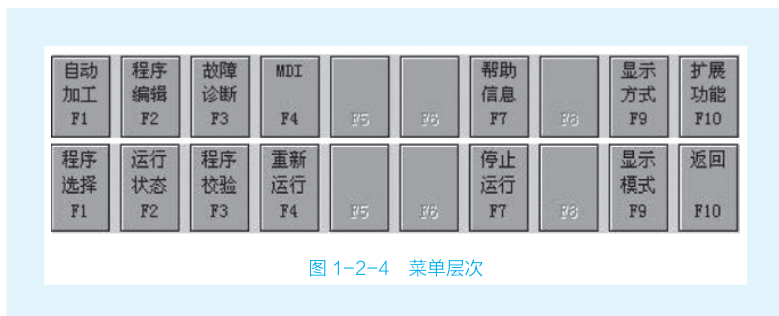 自动 程序 故障 MDI 帮助 显示 扩展
加工 编辑 诊断 信息 方式 功能
F1 F2 F3 F4 F5 F6 F7 F8 F9 F10
程序 运行 程序 重新 停止 显示 返回
选择 状态 校验 运行 运行 模式
F1 F2 F3 F4 F5 F6 F7 F8 F9 F10
图 1-2-4 菜单层次